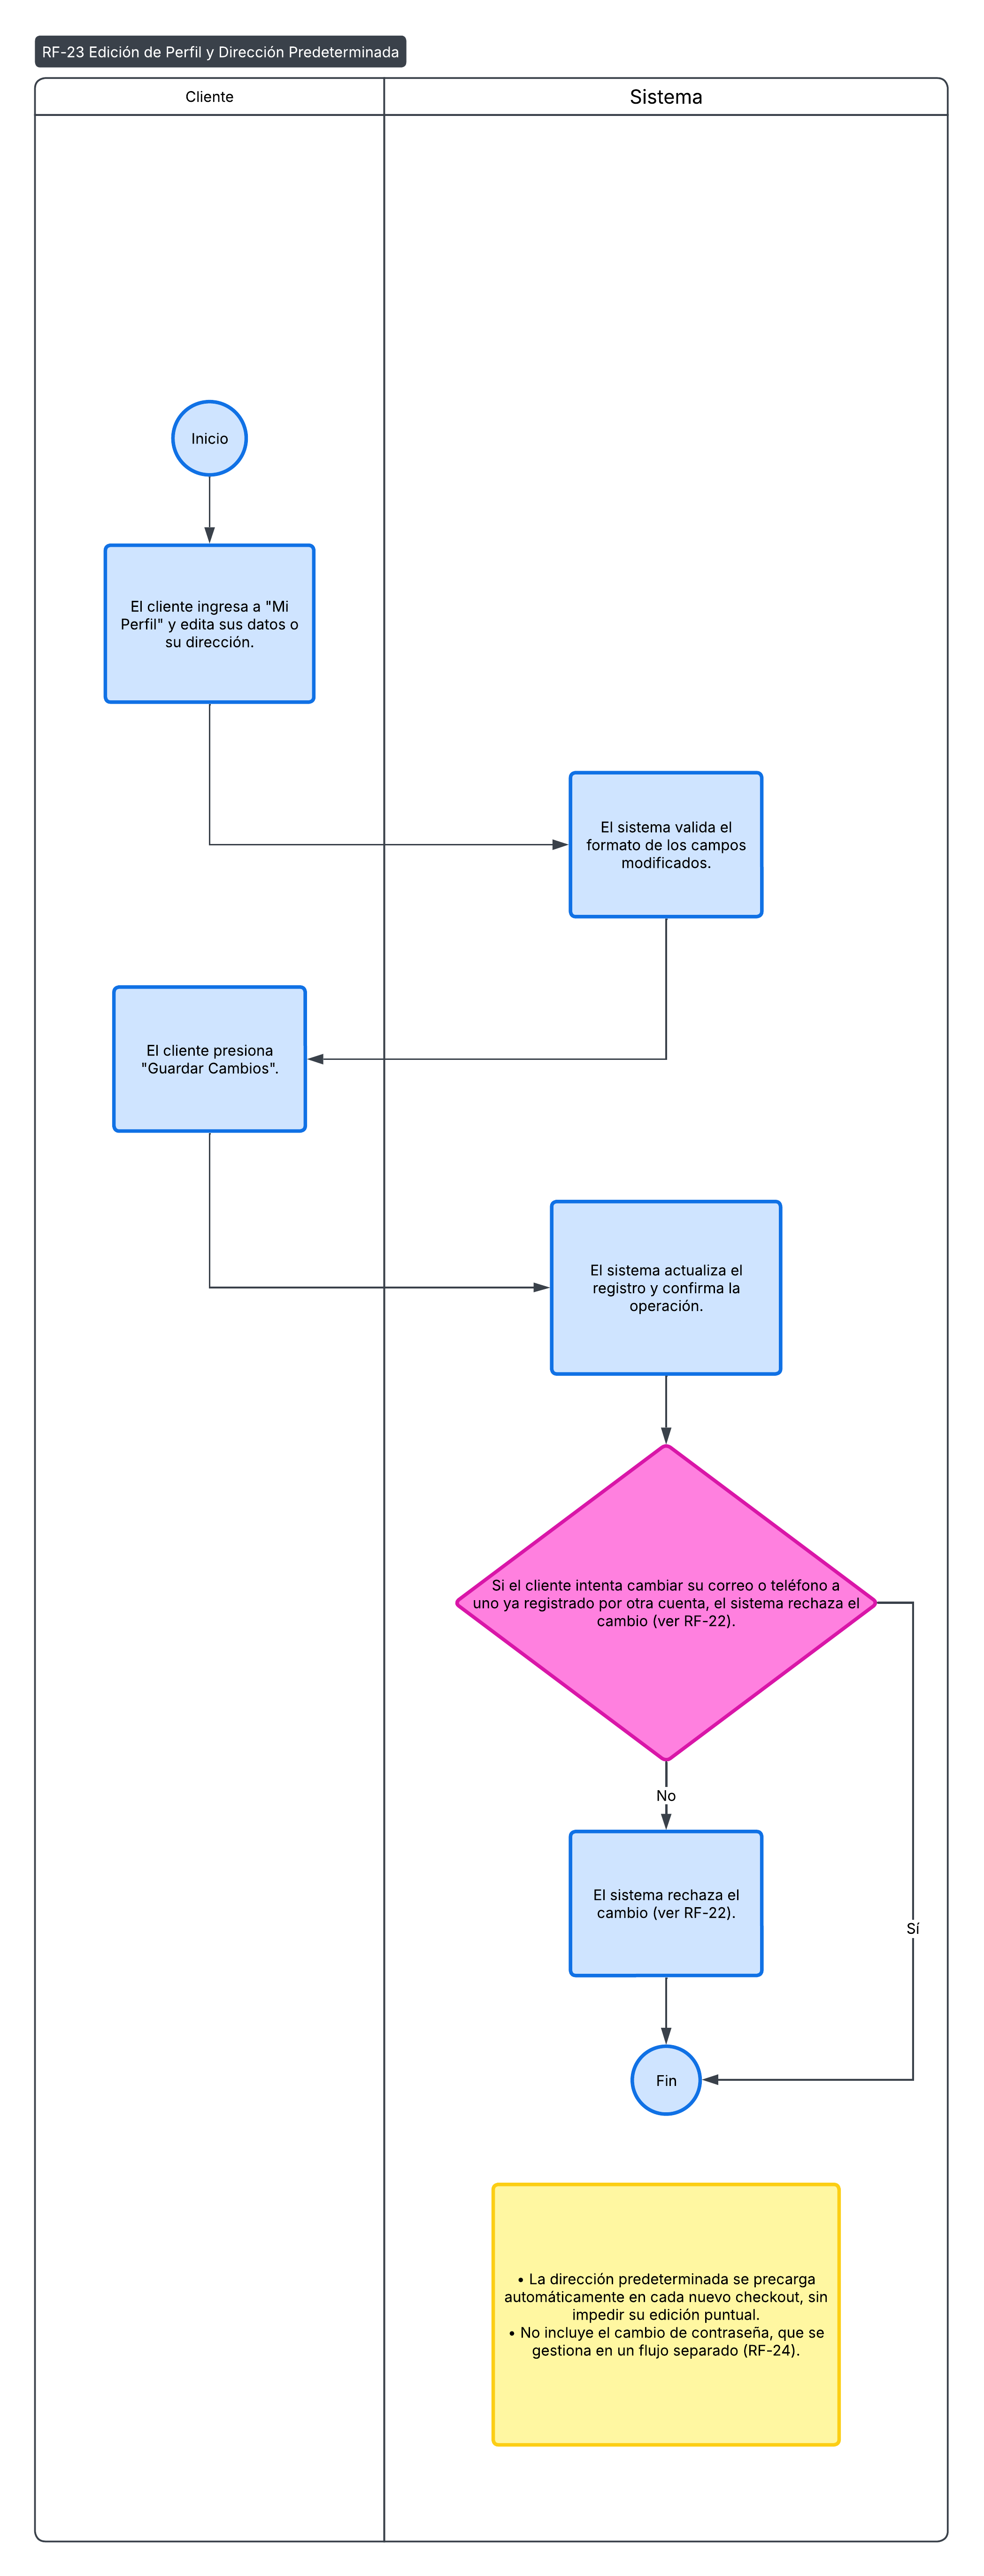 RF-23 Edición de Perfil y Dirección Predeterminada
Cliente
Sistema
Inicio
El cliente ingresa a "Mi
Perfil" y edita sus datos o
su dirección.
El sistema valida el
formato de los campos
modificados.
El cliente presiona
"Guardar Cambios".
El sistema actualiza el
registro y confirma la
operación.
Si el cliente intenta cambiar su correo o teléfono a
uno ya registrado por otra cuenta, el sistema rechaza el
cambio (ver RF-22).
No
El sistema rechaza el
cambio (ver RF-22).
Sí
Fin
• La dirección predeterminada se precarga
automáticamente en cada nuevo checkout, sin
impedir su edición puntual.
• No incluye el cambio de contraseña, que se
gestiona en un flujo separado (RF-24).